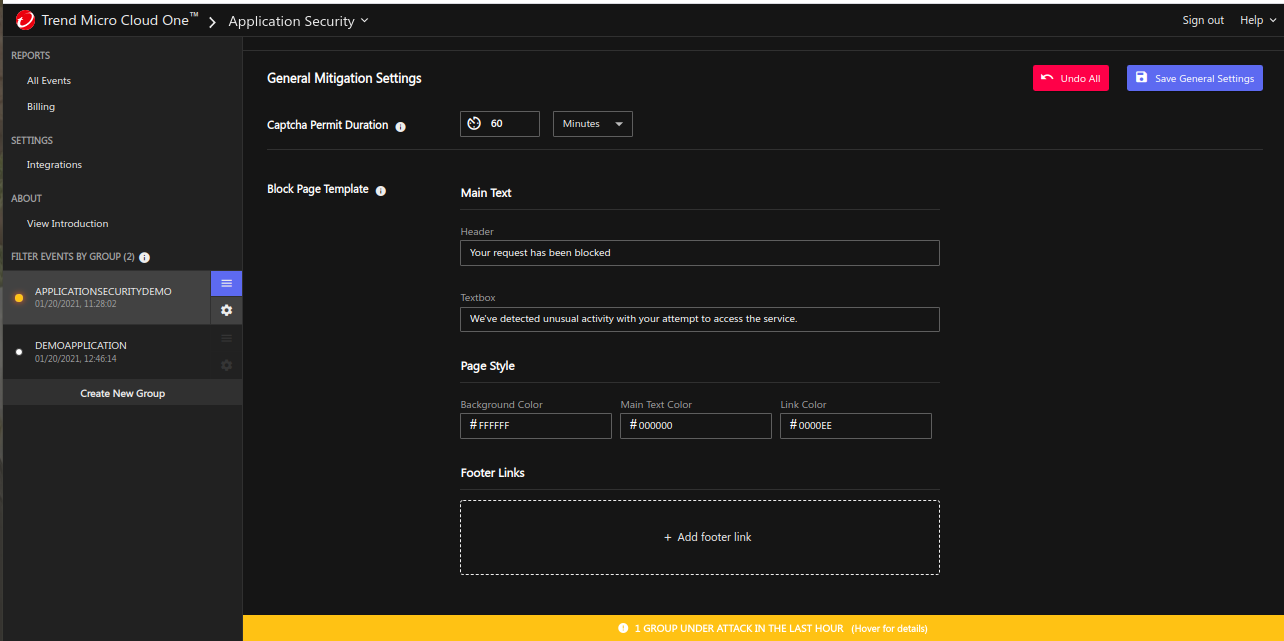 Trend Micro Cloud One™ > Application Security
Sign out Help
REPORTS
All Events
Billing
SETTINGS
Integrations
ABOUT
View Introduction
FILTER EVENTS BY GROUP (2)
APPLICATIONSECURITYDEMO
01/20/2021, 11:28:02
DEMOAPPLICATION
01/20/2021, 12:46:14
Create New Group
General Mitigation Settings
Undo All
Save General Settings
Captcha Permit Duration
60
Minutes
Block Page Template
Main Text
Header
Your request has been blocked
Textbox
We've detected unusual activity with your attempt to access the service.
Page Style
Background Color Main Text Color Link Color
#FFFFFF #000000 #0000EE
Footer Links
+ Add footer link
1 GROUP UNDER ATTACK IN THE LAST HOUR (Hover for details)